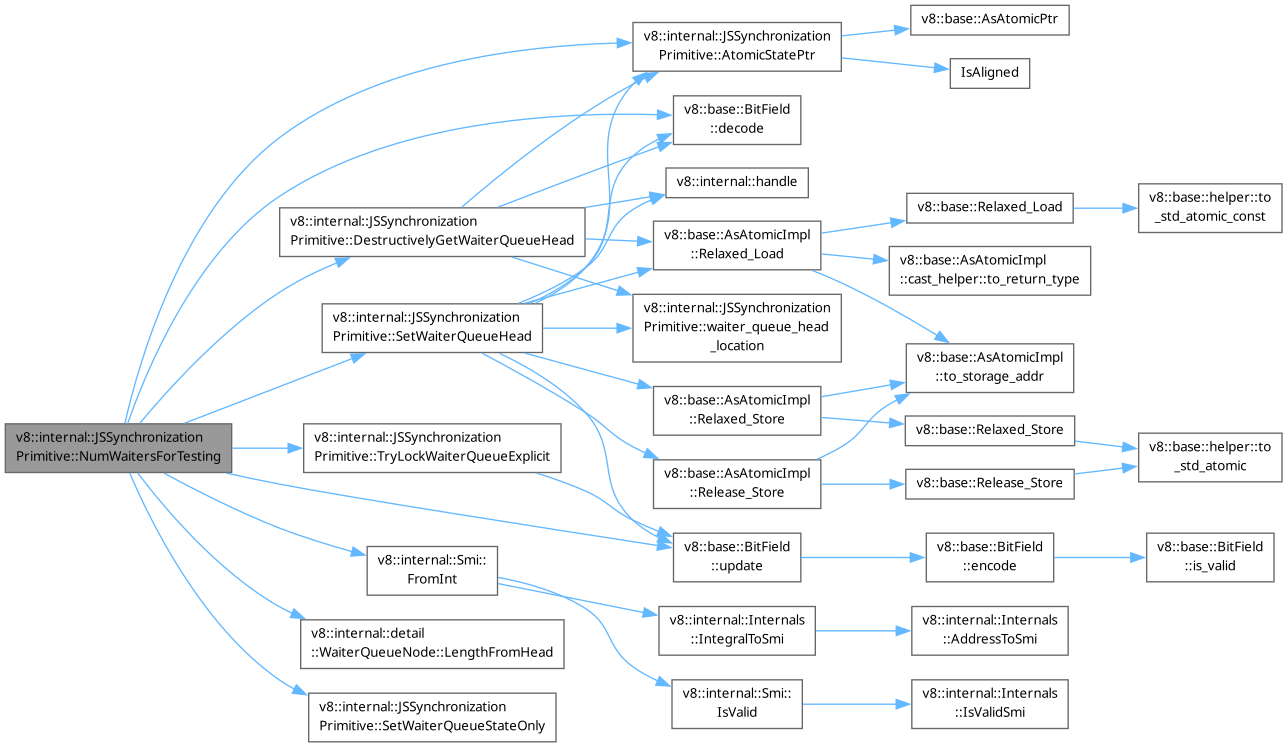 v8::internal::JSSynchronization
Primitive::NumWaitersForTesting
v8::internal::JSSynchronization
Primitive::AtomicStatePtr
v8::base::AsAtomicPtr
IsAligned
v8::base::BitField
::decode
v8::internal::JSSynchronization
Primitive::DestructivelyGetWaiterQueueHead
v8::internal::handle
v8::base::AsAtomicImpl
::Relaxed_Load
v8::base::Relaxed_Load
v8::base::helper::to
_std_atomic_const
v8::base::AsAtomicImpl
::cast_helper::to_return_type
v8::base::AsAtomicImpl
::to_storage_addr
v8::internal::JSSynchronization
Primitive::waiter_queue_head
_location
v8::internal::JSSynchronization
Primitive::SetWaiterQueueHead
v8::base::AsAtomicImpl
::Relaxed_Store
v8::base::Relaxed_Store
v8::base::helper::to
_std_atomic
v8::base::AsAtomicImpl
::Release_Store
v8::base::Release_Store
v8::base::BitField
::update
v8::base::BitField
::encode
v8::base::BitField
::is_valid
v8::internal::JSSynchronization
Primitive::TryLockWaiterQueueExplicit
v8::internal::Smi::
FromInt
v8::internal::Internals
::IntegralToSmi
v8::internal::Internals
::AddressToSmi
v8::internal::Smi::
IsValid
v8::internal::Internals
::IsValidSmi
v8::internal::detail
::WaiterQueueNode::LengthFromHead
v8::internal::JSSynchronization
Primitive::SetWaiterQueueStateOnly